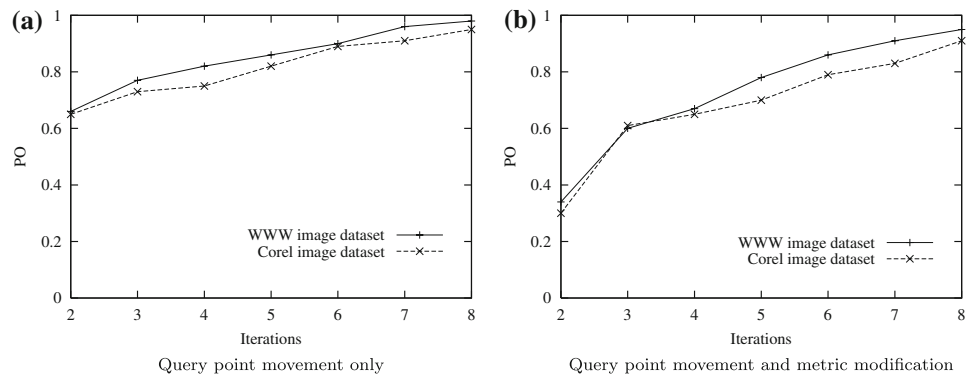 (a)
1
0.8
0.6
0.4
0.2
0
PO
WWW image dataset
Corel image dataset
2 3 4 5 6 7 8
Iterations
Query point movement only
(b)
1
0.8
0.6
0.4
0.2
0
PO
WWW image dataset
Corel image dataset
2 3 4 5 6 7 8
Iterations
Query point movement and metric modification